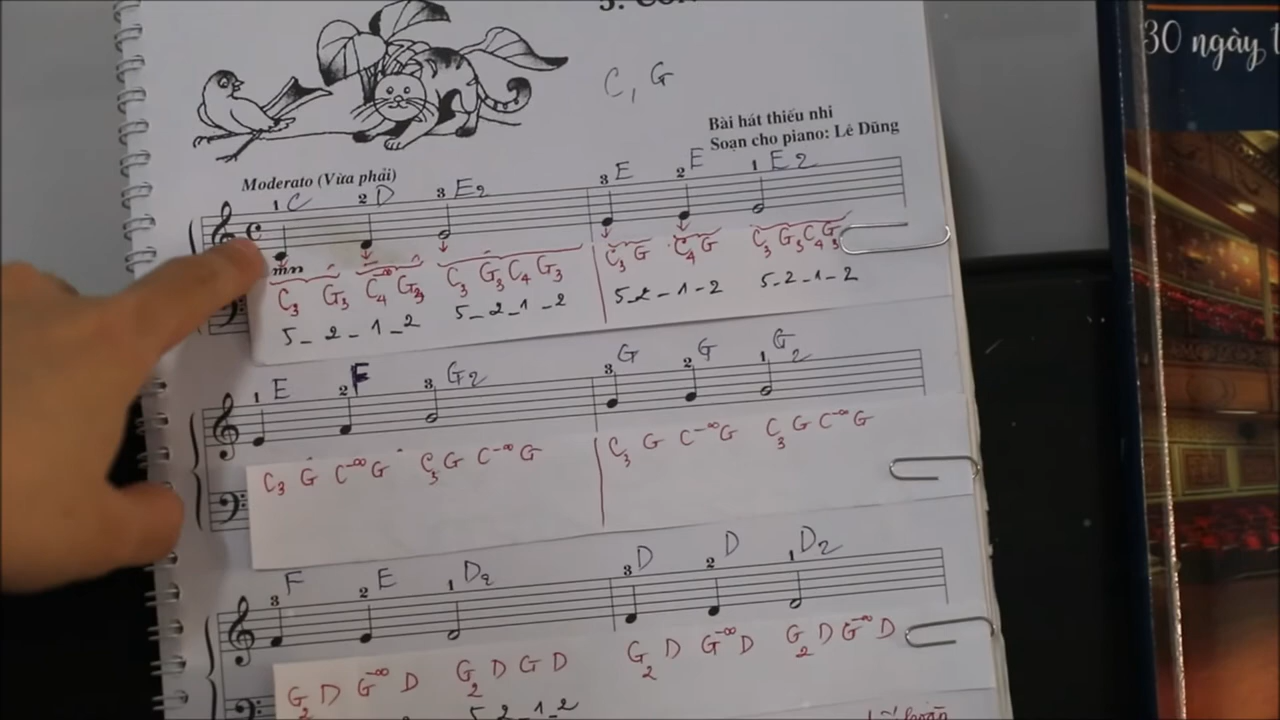 30 ngày
C, G
Bài hát thiếu nhi
Soạn cho piano: Lê Dũng
Moderato (Vừa phải)
1 C 2 D 3 E2 3 E 2 E 1 E2
mp
C3 G3 C4 G3 C3 G3 C4 G3 C3 G C4 G C3 G3 C4 G3
5-2-1-2 5-2-1-2 5-2-1-2 5-2-1-2
1 E 2 F 3 G2 3 G 2 G 1 G2
C3 G C-∞ G C3 G C-∞ G C3 G C-∞ G C3 G C-∞ G
3 F 2 E 1 D2 3 D 2 D 1 D2
G2 D G-∞ D G2 D G D G2 D G-∞ D G2 D G-∞ D
5-2-1-2